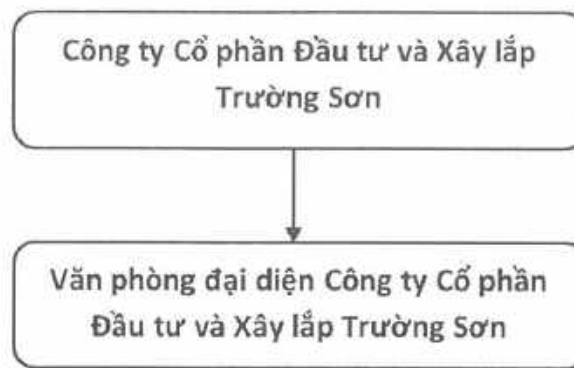 Công ty Cổ phần Đầu tư và Xây lắp
Trường Sơn
Văn phòng đại diện Công ty Cổ phần
Đầu tư và Xây lắp Trường Sơn